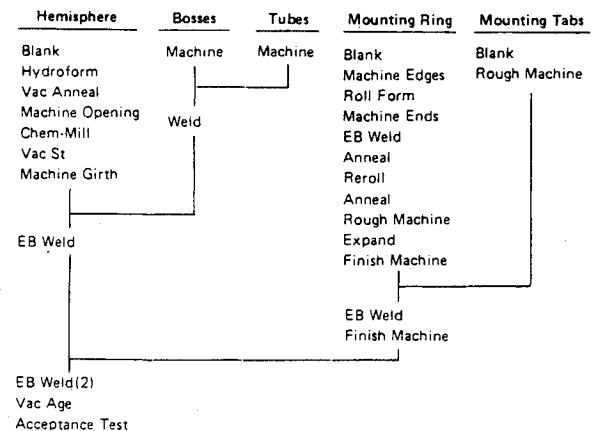 Hemisphere
Blank
Hydroform
Vac Anneal
Machine Opening
Chem-Mill
Vac St
Machine Girth
EB Weld
Bosses
Machine
Weld
Tubes
Machine
Mounting Ring
Blank
Machine Edges
Roll Form
Machine Ends
EB Weld
Anneal
Reroll
Anneal
Rough Machine
Expand
Finish Machine
EB Weld
Finish Machine
Mounting Tabs
Blank
Rough Machine
EB Weld(2)
Vac Age
Acceptance Test